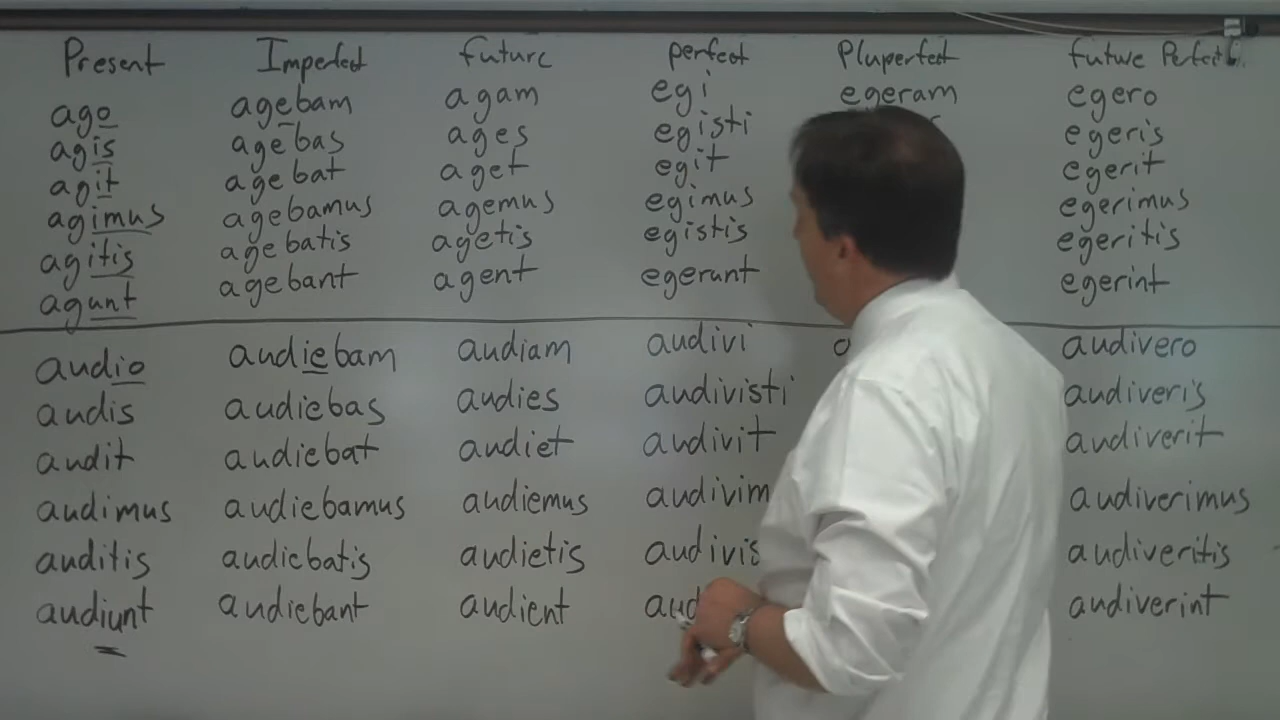 Present Imperfect future perfect Pluperfect future Perfect
ago agebam agam egi egeram egero
agis agebas ages egisti egeris
agit agebat aget egit egerit
agimus agebamus agemus egimus egerimus
agitis agebatis agetis egistis egeritis
agunt agebant agent egerunt egerint
audio audiebam audiam audivi audivero
audis audiebas audies audivisti audiveris
audit audiebat audiet audivit audiverit
audimus audiebamus audiemus audiverimus
auditis audiebatis audietis audiveritis
audiunt audiebant audient audiverint